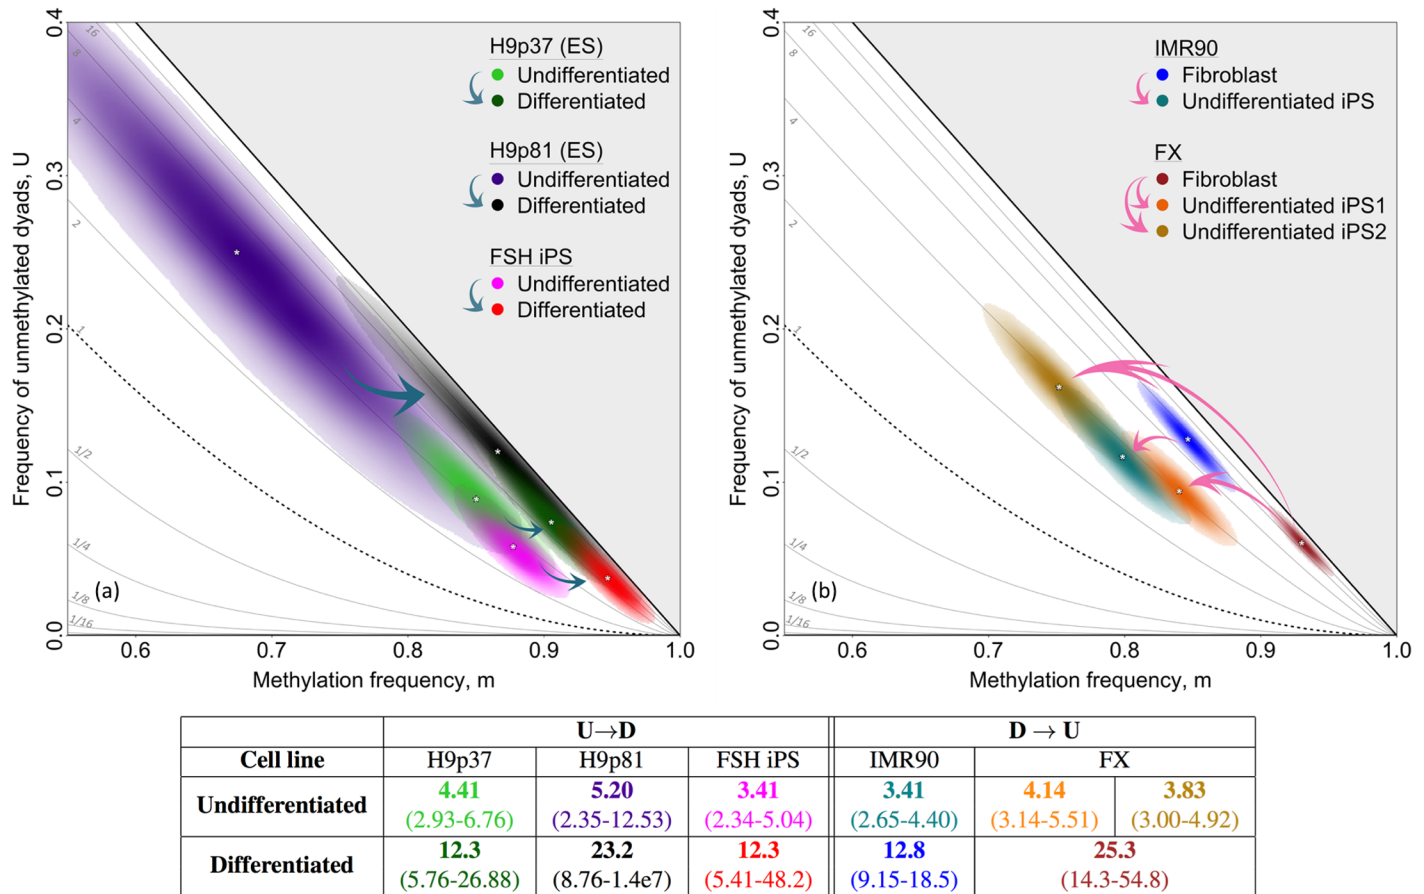 Frequency of unmethylated dyads, U
0.4
0.3
0.2
0.1
0.0
16
8
4
2
1
1/2
1/4
1/8
1/16
H9p37 (ES)
Undifferentiated
Differentiated
H9p81 (ES)
Undifferentiated
Differentiated
FSH iPS
Undifferentiated
Differentiated
(a)
0.6 0.7 0.8 0.9 1.0
Methylation frequency, m
Frequency of unmethylated dyads, U
0.4
0.3
0.2
0.1
0.0
16
8
4
2
1
1/2
1/4
1/8
1/16
IMR90
Fibroblast
Undifferentiated iPS
FX
Fibroblast
Undifferentiated iPS1
Undifferentiated iPS2
(b)
0.6 0.7 0.8 0.9 1.0
Methylation frequency, m
U→D D → U
Cell line H9p37 H9p81 FSH iPS IMR90 FX
Undifferentiated 4.41 5.20 3.41 3.41 4.14 3.83
(2.93-6.76) (2.35-12.53) (2.34-5.04) (2.65-4.40) (3.14-5.51) (3.00-4.92)
Differentiated 12.3 23.2 12.3 12.8 25.3
(5.76-26.88) (8.76-1.4e7) (5.41-48.2) (9.15-18.5) (14.3-54.8)